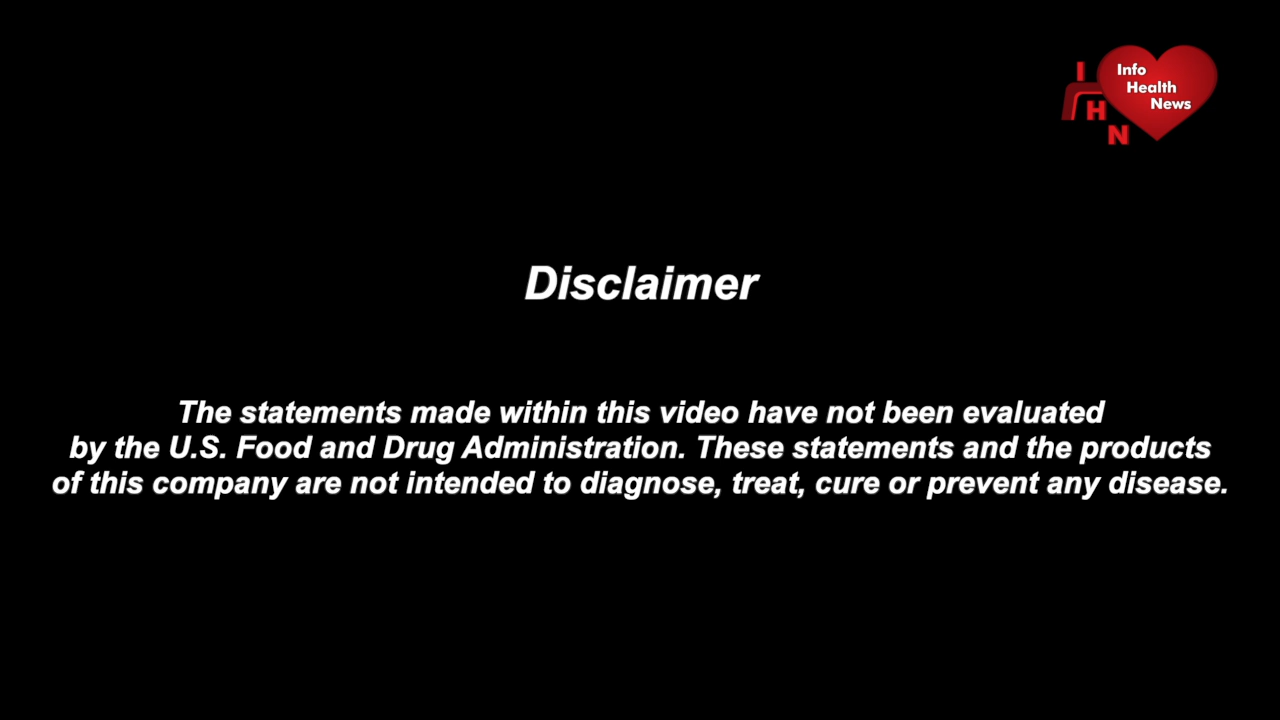 I
H
N
Info
Health
News
Disclaimer
The statements made within this video have not been evaluated
by the U.S. Food and Drug Administration. These statements and the products
of this company are not intended to diagnose, treat, cure or prevent any disease.